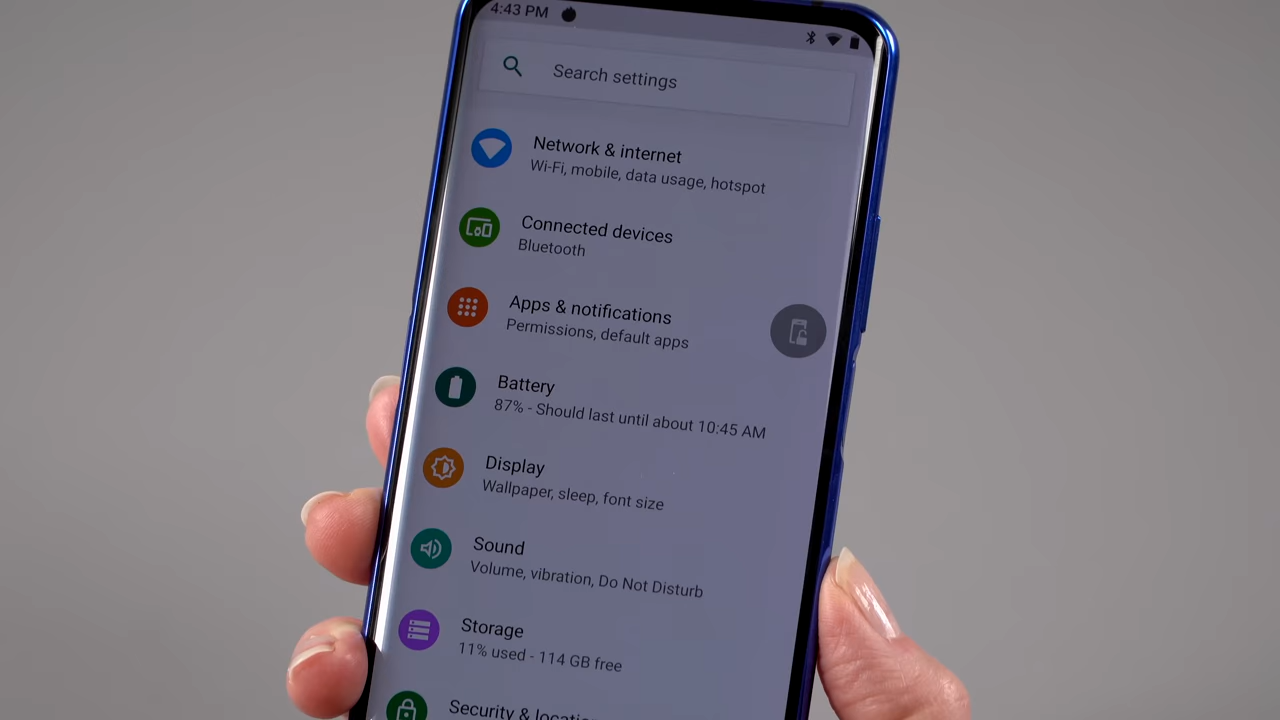 4:43 PM
Search settings
Network & internet
Wi-Fi, mobile, data usage, hotspot
Connected devices
Bluetooth
Apps & notifications
Permissions, default apps
Battery
87% - Should last until about 10:45 AM
Display
Wallpaper, sleep, font size
Sound
Volume, vibration, Do Not Disturb
Storage
11% used - 114 GB free
Security &